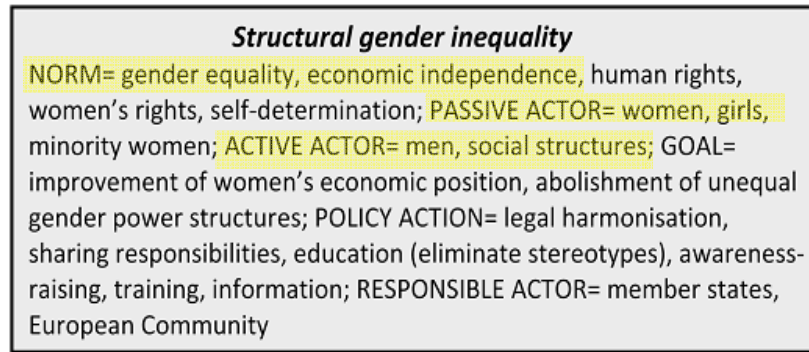 Structural gender inequality
NORM= gender equality, economic independence, human rights,
women's rights, self-determination; PASSIVE ACTOR= women, girls,
minority women; ACTIVE ACTOR= men, social structures; GOAL=
improvement of women's economic position, abolishment of unequal
gender power structures; POLICY ACTION= legal harmonisation,
sharing responsibilities, education (eliminate stereotypes), awareness-
raising, training, information; RESPONSIBLE ACTOR= member states,
European Community